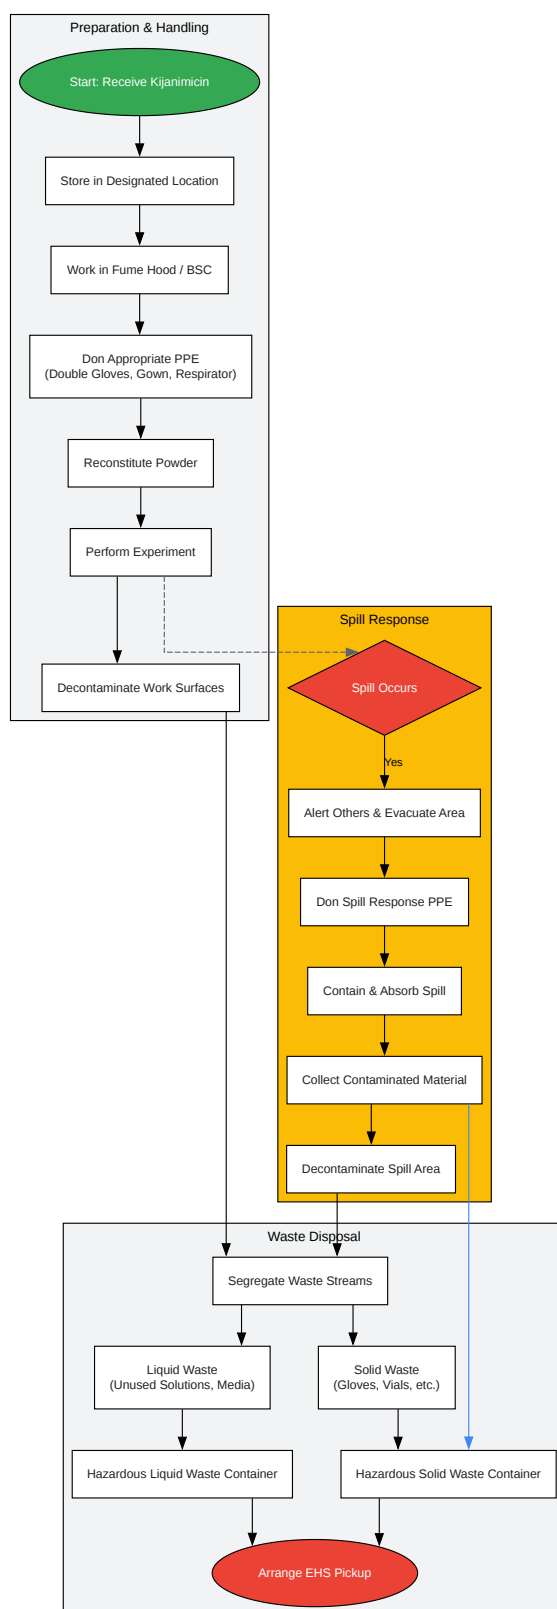 Preparation & Handling
Start: Receive Kijanimicin
Store in Designated Location
Work in Fume Hood / BSC
Don Appropriate PPE
(Double Gloves, Gown, Respirator)
Reconstitute Powder
Perform Experiment
Decontaminate Work Surfaces
Spill Response
Spill Occurs
Yes
Alert Others & Evacuate Area
Don Spill Response PPE
Contain & Absorb Spill
Collect Contaminated Material
Decontaminate Spill Area
Waste Disposal
Segregate Waste Streams
Liquid Waste
(Unused Solutions, Media)
Solid Waste
(Gloves, Vials, etc.)
Hazardous Liquid Waste Container
Hazardous Solid Waste Container
Arrange EHS Pickup